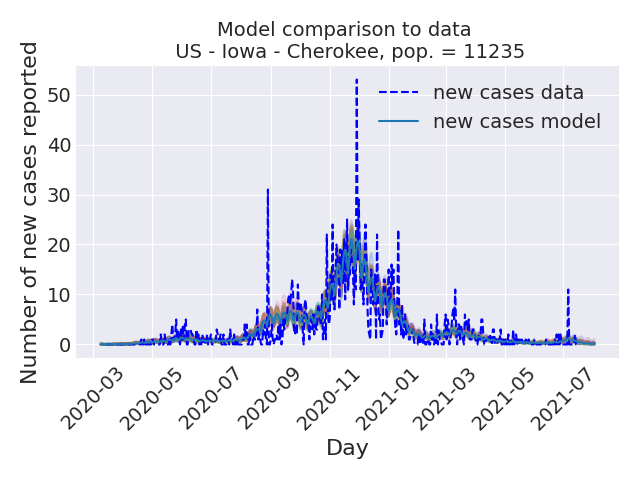 Model comparison to data
US - Iowa - Cherokee, pop. = 11235
Number of new cases reported
50
40
30
20
10
0
new cases data
new cases model
2020-03
2020-05
2020-07
2020-09
2020-11
2021-01
2021-03
2021-05
2021-07
Day